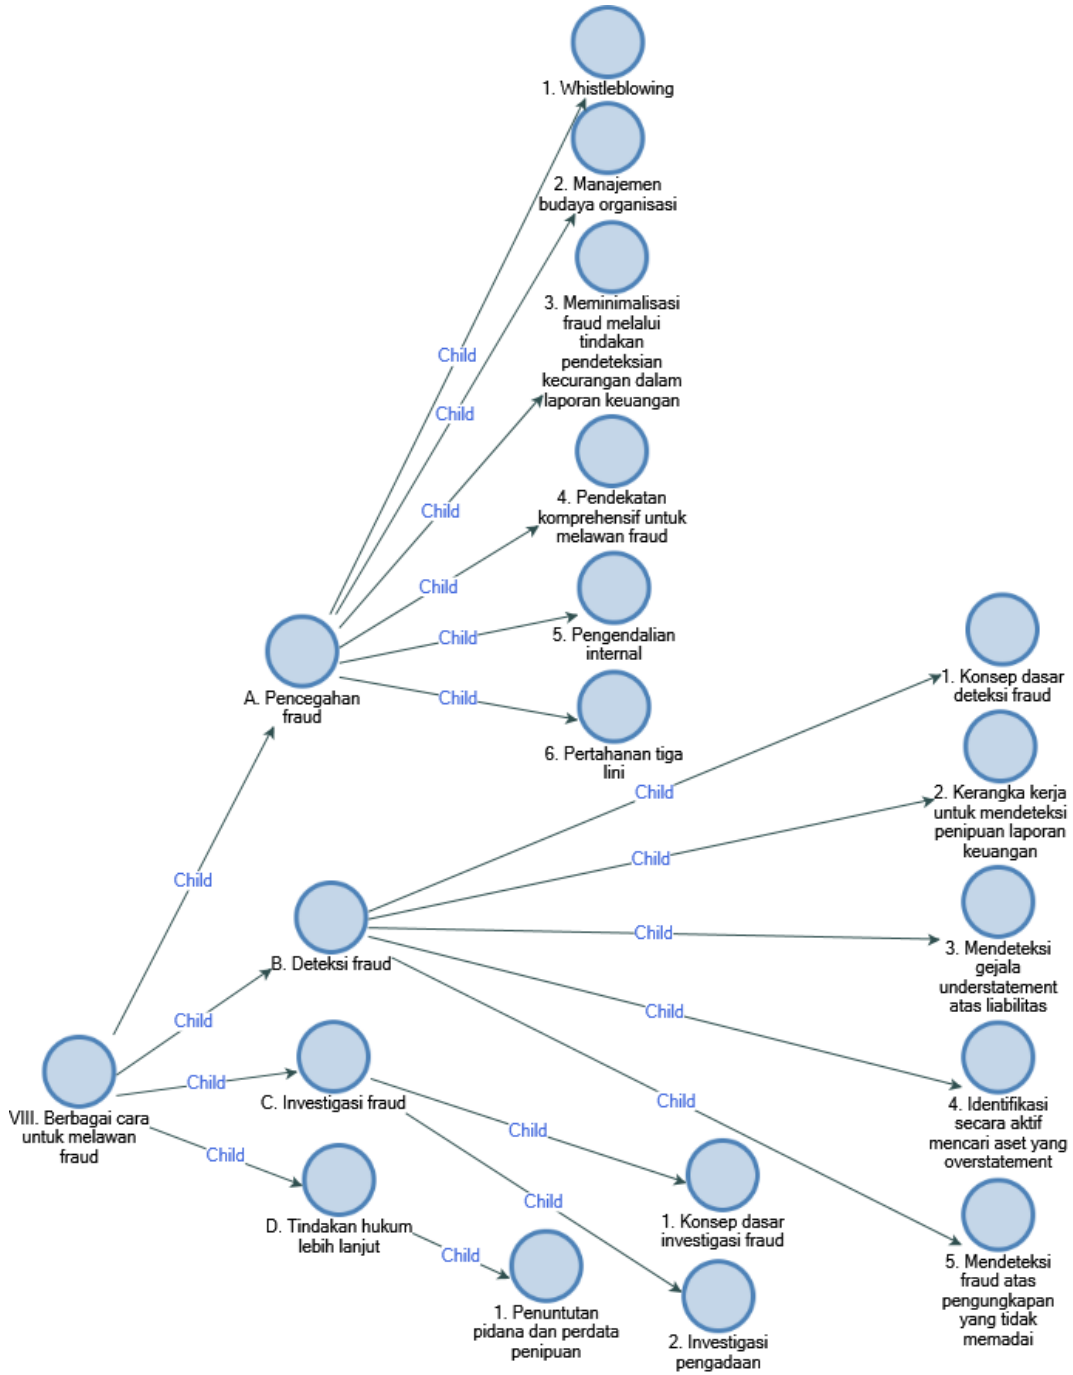 1. Whistleblowing
2. Manajemen
budaya organisasi
3. Meminimalisasi
fraud melalui
tindakan
pendeteksian
kecurangan dalam
laporan keuangan
Child
Child
Child
4. Pendekatan
komprehensif untuk
melawan fraud
Child
5. Pengendalian
internal
Child
A. Pencegahan
fraud
Child
6. Pertahanan tiga
lini
1. Konsep dasar
deteksi fraud
Child
2. Kerangka kerja
untuk mendeteksi
penipuan laporan
keuangan
Child
Child
B. Deteksi fraud
Child
3. Mendeteksi
gejala
understatement
atas liabilitas
Child
Child
Child
C. Investigasi fraud
Child
4. Identifikasi
secara aktif
mencari aset yang
overstatement
VIII. Berbagai cara
untuk melawan
fraud
Child
Child
D. Tindakan hukum
lebih lanjut
Child
1. Konsep dasar
investigasi fraud
Child
5. Mendeteksi
fraud atas
pengungkapan
yang tidak
memadai
1. Penuntutan
pidana dan perdata
penipuan
2. Investigasi
pengadaan